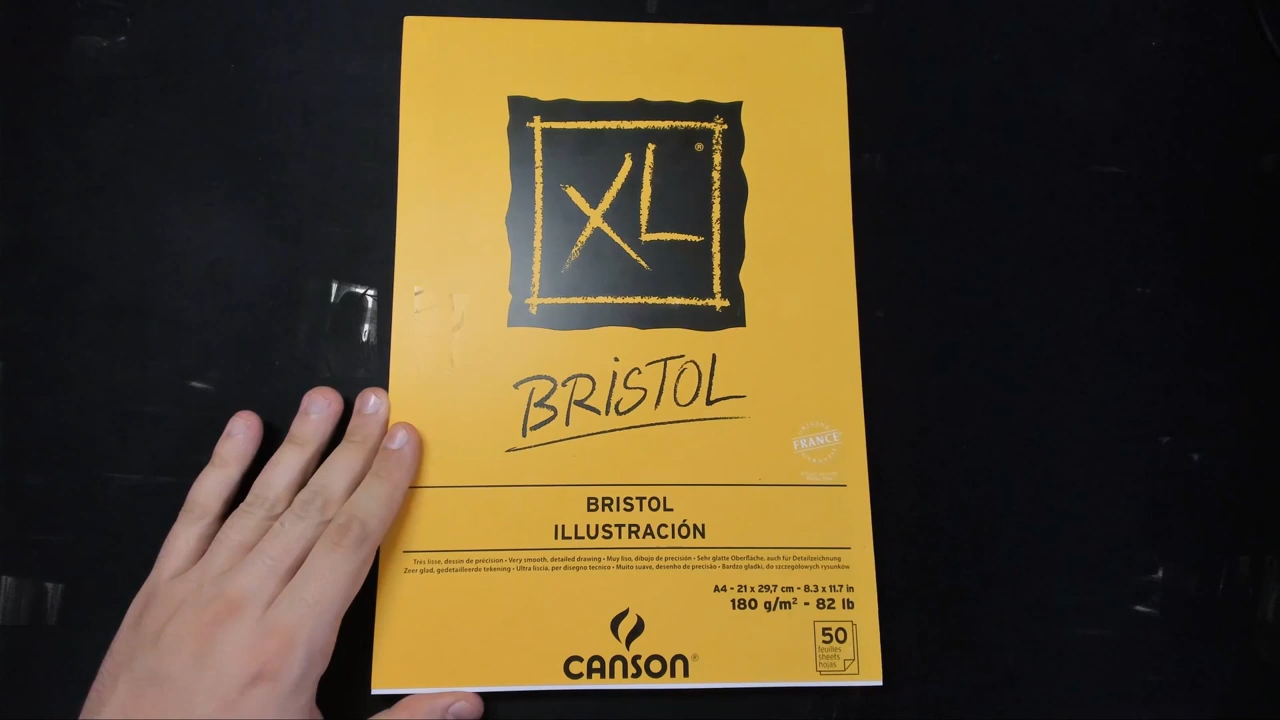 XL®
BRISTOL
FRANCE
BRISTOL
ILLUSTRACIÓN
Très lisse, dessin de précision • Very smooth, detailed drawing • Muy liso, dibujo de precisión • Sehr glatte Oberfläche, auch für Detailzeichnung
Zeer glad, gedetailleerde tekening • Ultra liscia, per disegno tecnico • Muito suave, desenho de precisão • Bardzo gładki, do szczegółowych rysunków
A4 - 21 x 29,7 cm - 8.3 x 11.7 in
180 g/m² - 82 lb
50
feuilles
sheets
hojas
CANSON®